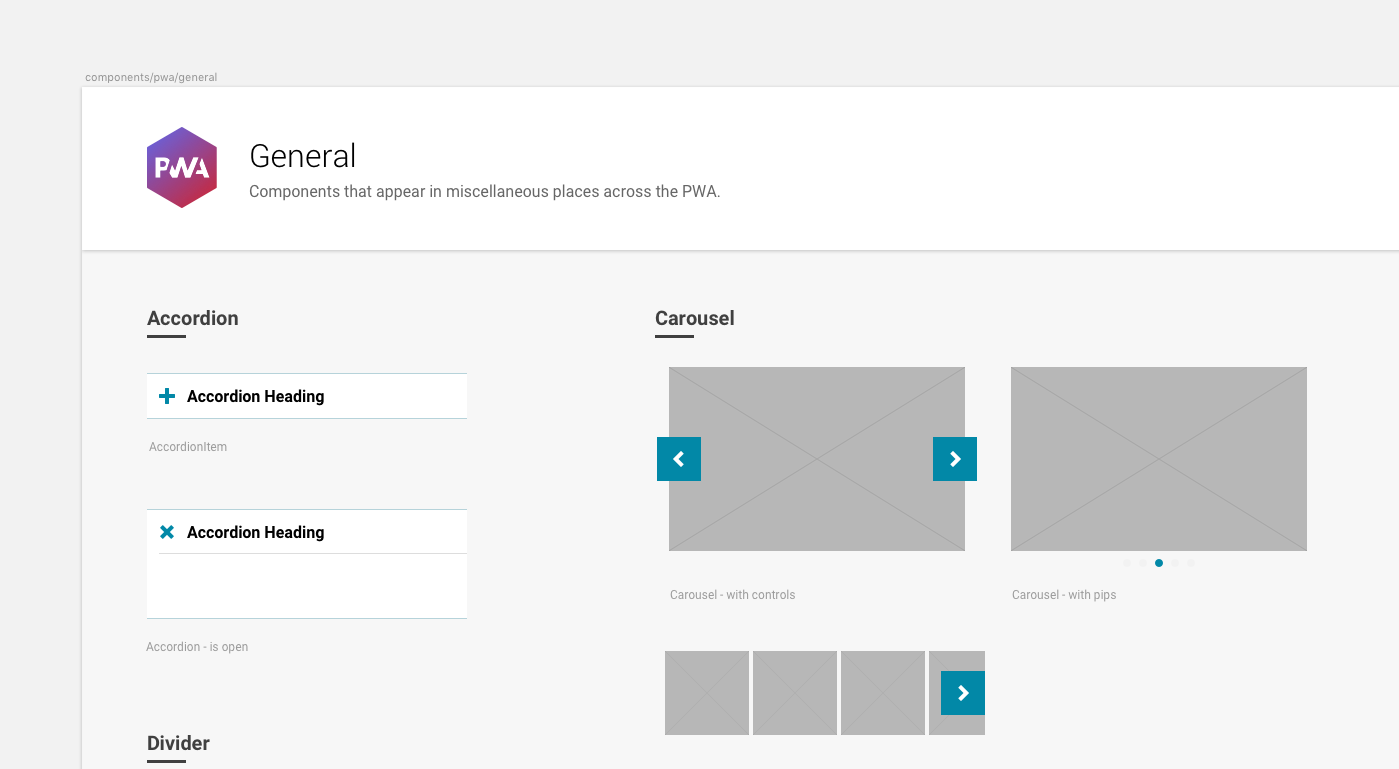 components/pwa/general
PWA
General
Components that appear in miscellaneous places across the PWA.
Accordion
Accordion Heading
AccordionItem
Accordion Heading
Accordion - is open
Divider
Carousel
Carousel - with controls
Carousel - with pips